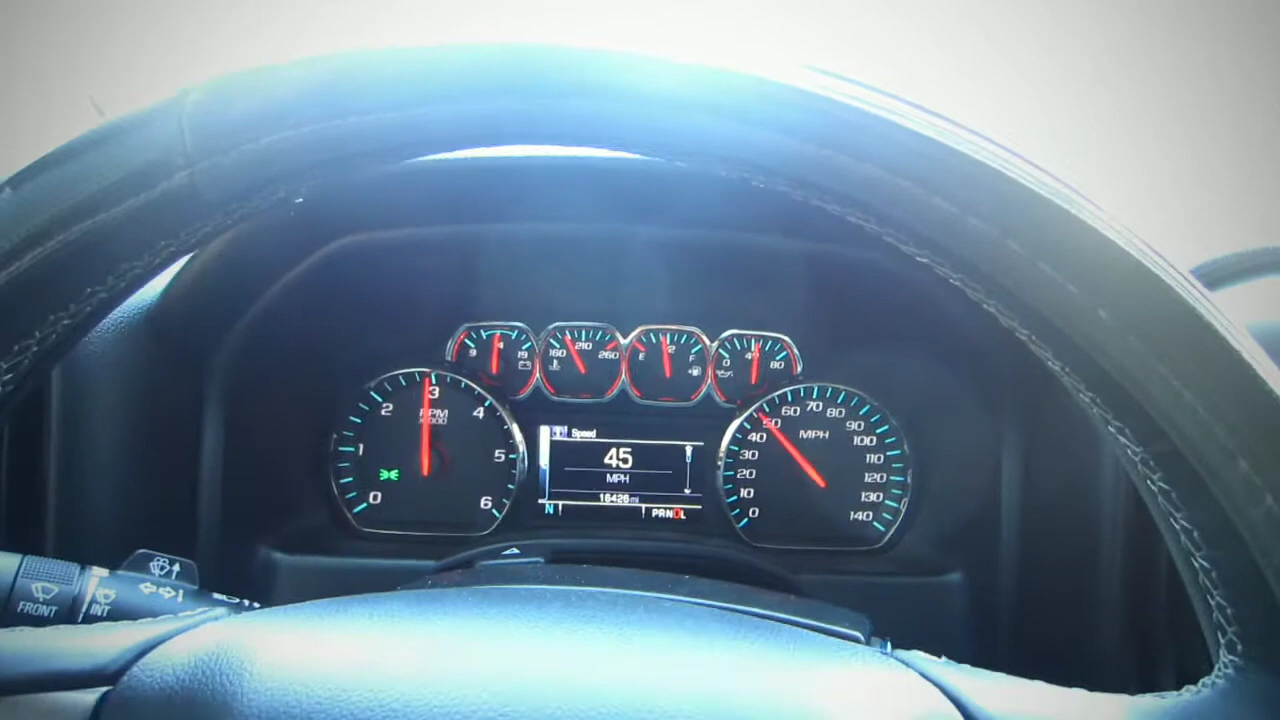 9 14 19
160 210 260
E 1/2 F
0 40 80
0 1 2 3 4 5 6
RPM
X1000
Speed
45
MPH
16426 mi
N
PRNDL
0 10 20 30 40 50 60 70 80 90 100 110 120 130 140
MPH
FRONT
INT